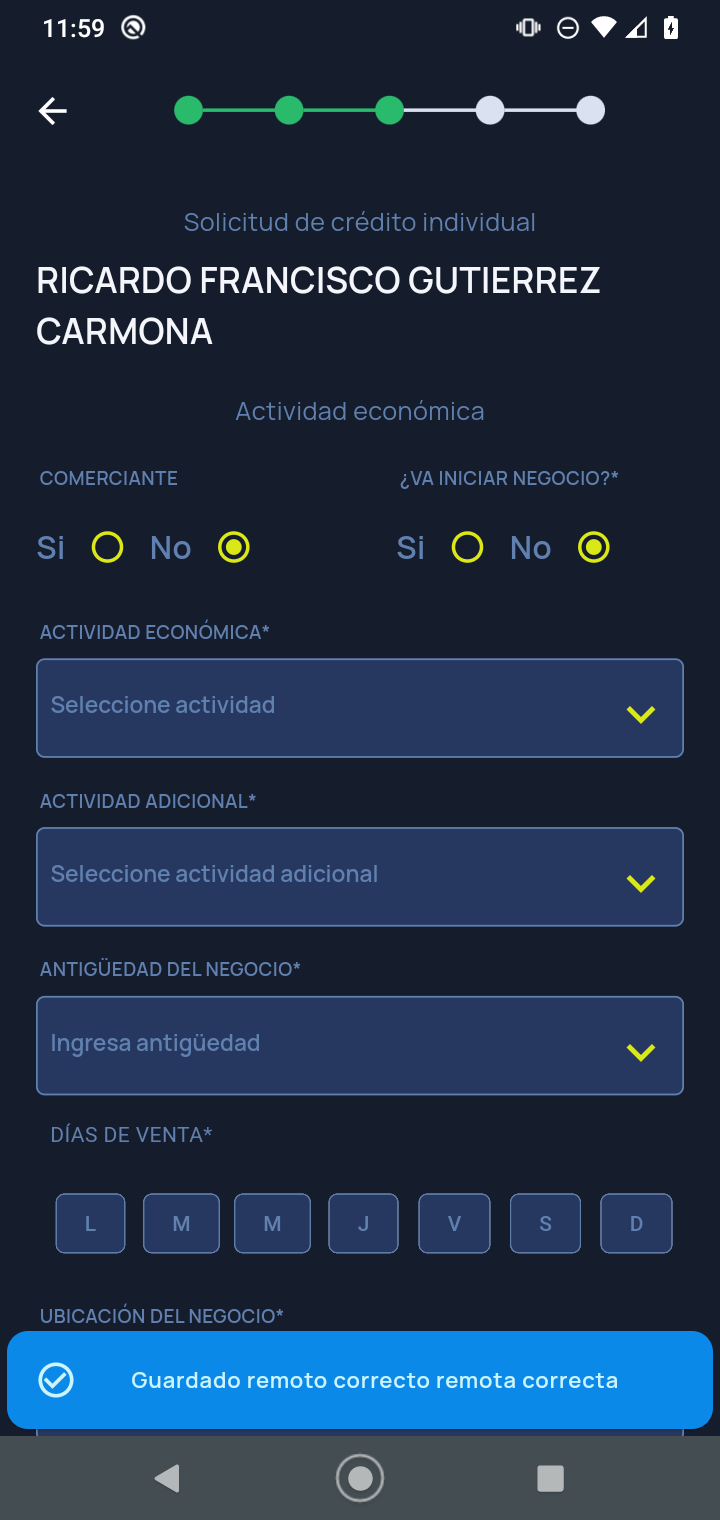 11:59
Solicitud de crédito individual
RICARDO FRANCISCO GUTIERREZ
CARMONA
Actividad económica
COMERCIANTE ¿VA INICIAR NEGOCIO?*
Si No Si No
ACTIVIDAD ECONÓMICA*
Seleccione actividad
ACTIVIDAD ADICIONAL*
Seleccione actividad adicional
ANTIGÜEDAD DEL NEGOCIO*
Ingresa antigüedad
DÍAS DE VENTA*
L M M J V S D
UBICACIÓN DEL NEGOCIO*
Guardado remoto correcto remota correcta